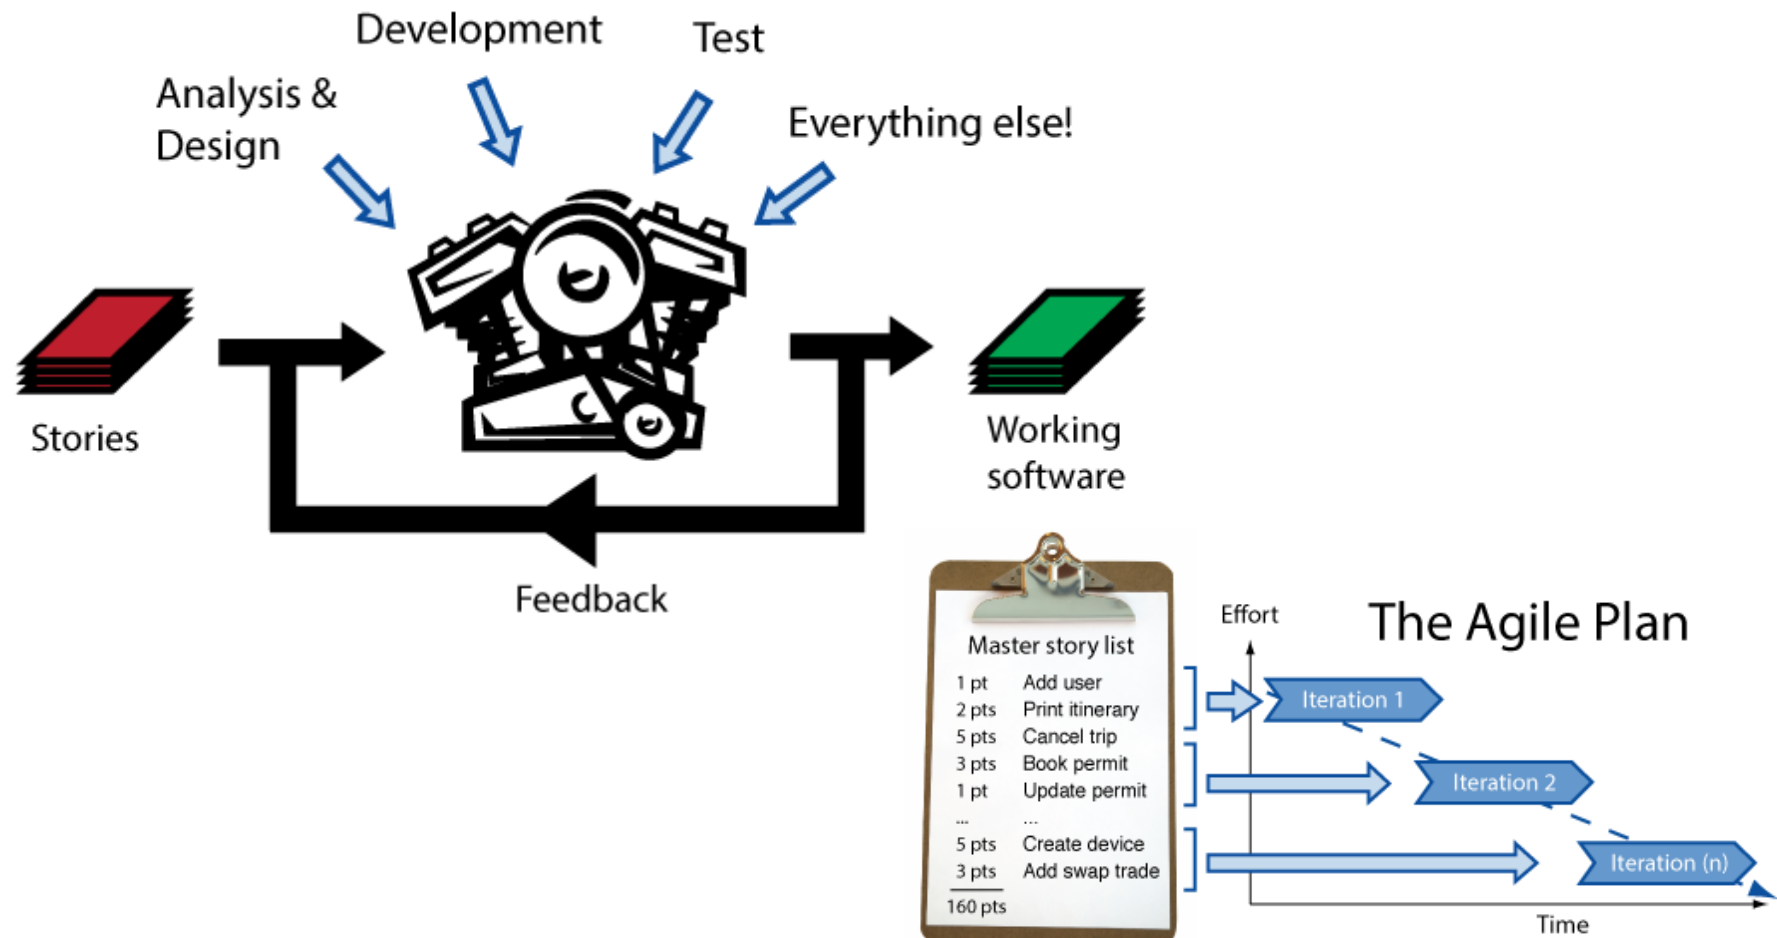 Development
Test
Analysis &
Design
Everything else!
Stories
Working
software
Feedback
Master story list
1 pt Add user
2 pts Print itinerary
5 pts Cancel trip
3 pts Book permit
1 pt Update permit
... ...
5 pts Create device
3 pts Add swap trade
160 pts
The Agile Plan
Effort
Iteration 1
Iteration 2
Iteration (n)
Time